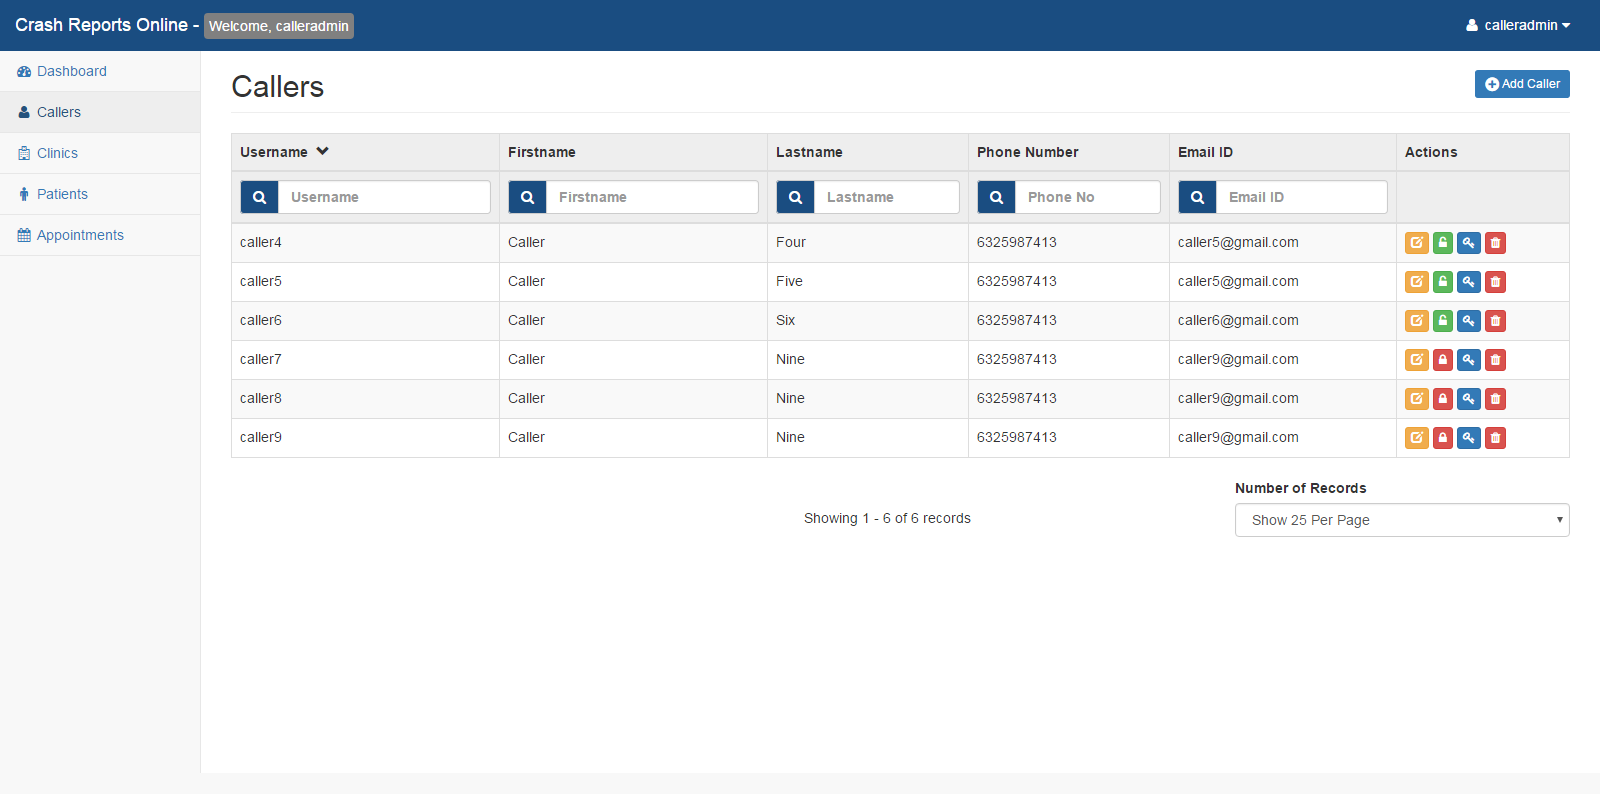 Crash Reports Online - Welcome, calleradmin
calleradmin
Dashboard
Callers
Clinics
Patients
Appointments
Callers
Add Caller
Username Firstname Lastname Phone Number Email ID Actions
Username Firstname Lastname Phone No Email ID
caller4 Caller Four 6325987413 caller5@gmail.com
caller5 Caller Five 6325987413 caller5@gmail.com
caller6 Caller Six 6325987413 caller6@gmail.com
caller7 Caller Nine 6325987413 caller9@gmail.com
caller8 Caller Nine 6325987413 caller9@gmail.com
caller9 Caller Nine 6325987413 caller9@gmail.com
Number of Records
Showing 1 - 6 of 6 records
Show 25 Per Page